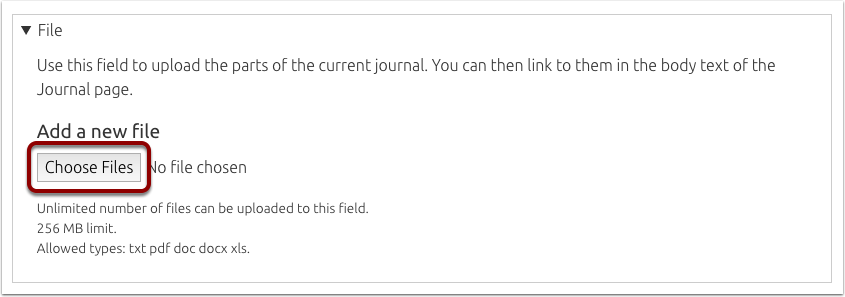 ▼ File
Use this field to upload the parts of the current journal. You can then link to them in the body text of the
Journal page.
Add a new file
Choose Files No file chosen
Unlimited number of files can be uploaded to this field.
256 MB limit.
Allowed types: txt pdf doc docx xls.